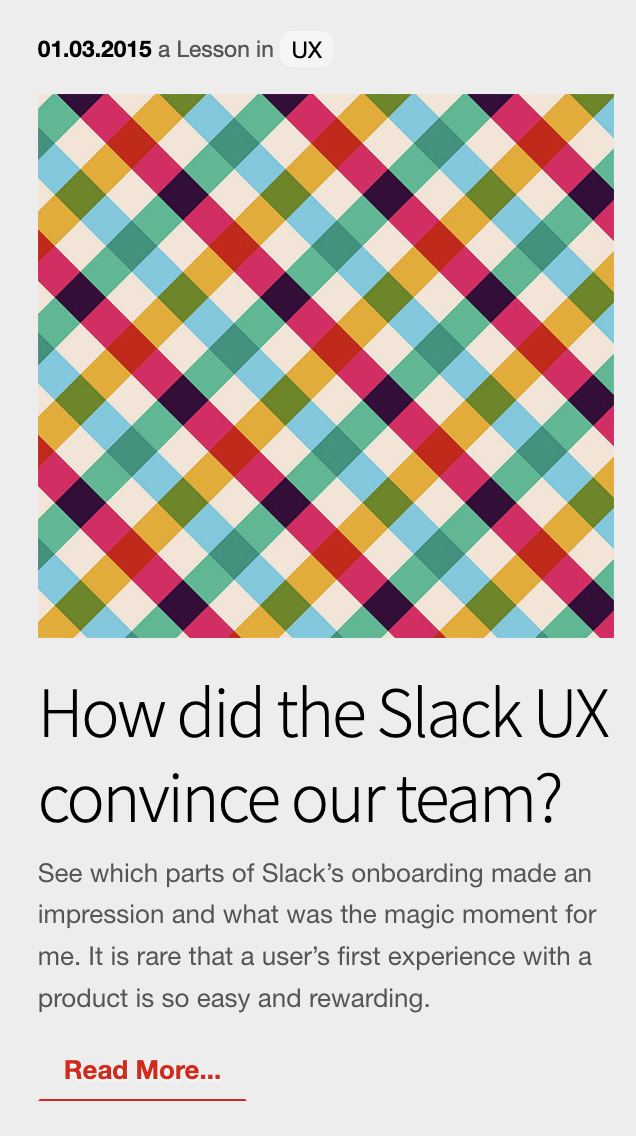 01.03.2015 a Lesson in UX
How did the Slack UX
convince our team?
See which parts of Slack’s onboarding made an
impression and what was the magic moment for
me. It is rare that a user’s first experience with a
product is so easy and rewarding.
Read More...